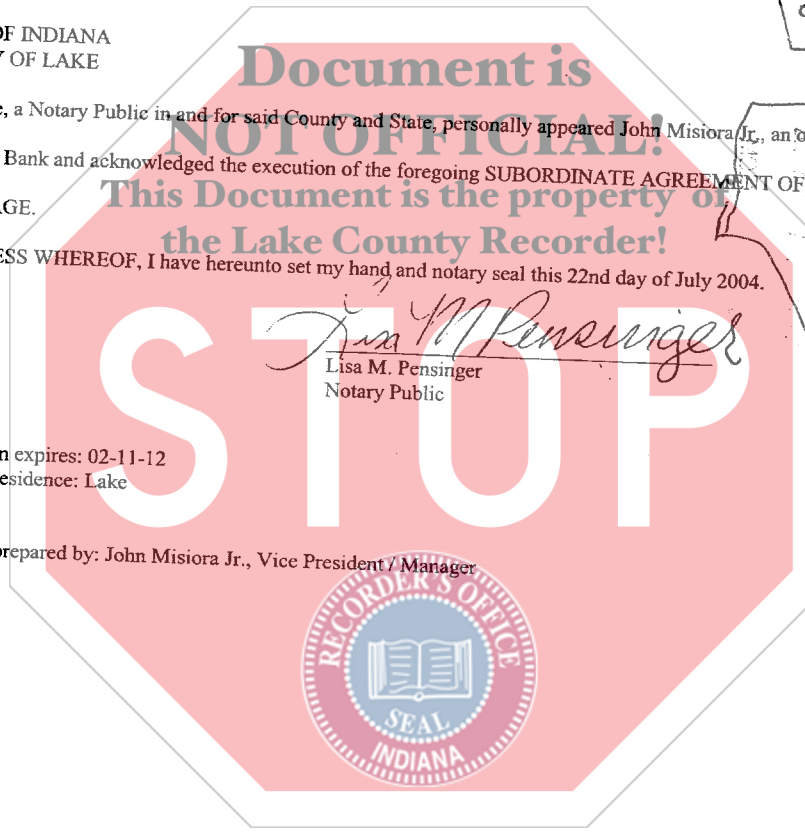 OF INDIANA
OF LAKE
Document is
a Notary Public in and for said County and State, personally appeared John Misiora Jr.,
NOT OFFICIAL!
Bank and acknowledged the execution of the foregoing SUBORDINATE AGREEMENT OF
This Document is the property of
the Lake County Recorder!
WHEREOF, I have hereunto set my hand and notary seal this 22nd day of July 2004.
Lisa M Pensinger
Lisa M. Pensinger
Notary Public
STOP
expires: 02-11-12
Lake
prepared by: John Misiora Jr., Vice President / Manager
RECORDER'S OFFICE
SEAL
INDIANA